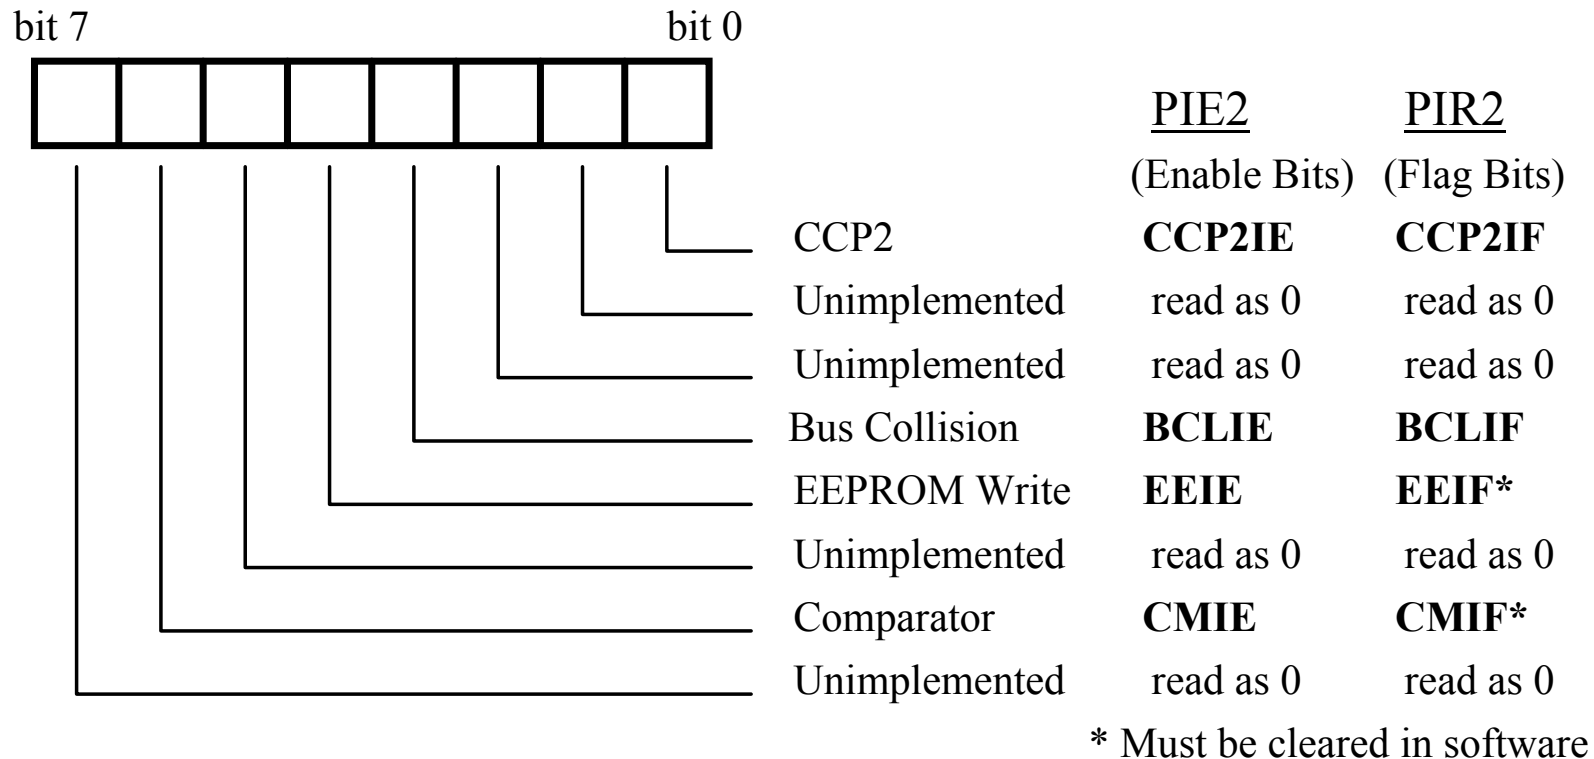 bit 7 bit 0
PIE2 PIR2
(Enable Bits) (Flag Bits)
CCP2 CCP2IE CCP2IF
Unimplemented read as 0 read as 0
Unimplemented read as 0 read as 0
Bus Collision BCLIE BCLIF
EEPROM Write EEIE EEIF*
Unimplemented read as 0 read as 0
Comparator CMIE CMIF*
Unimplemented read as 0 read as 0
* Must be cleared in software